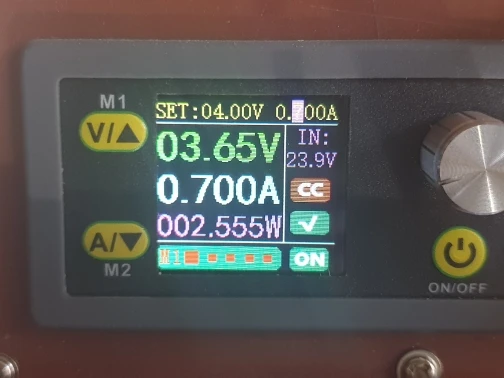 M1
V/▲
SET:04.00V 0.700A
03.65V
IN:
23.9V
0.700A
CC
002.555W
✓
A/▼
M2
M1
ON
ON/OFF